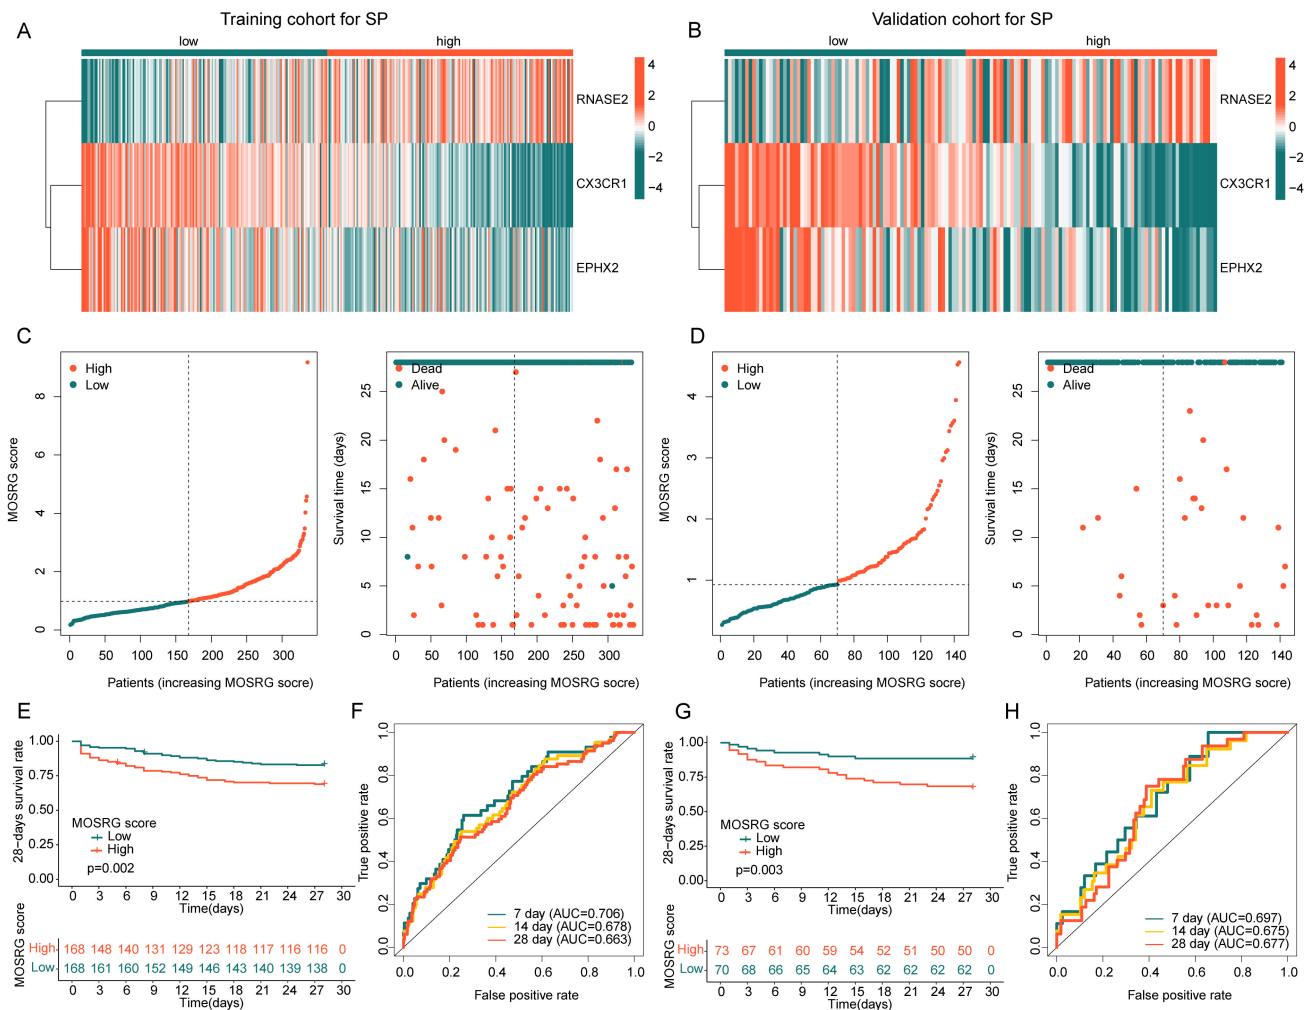 Training cohort for SP
Validation cohort for SP
A
low
high
RNASE2
CX3CR1
EPHX2
4
2
0
−2
−4
B
low
high
RNASE2
CX3CR1
EPHX2
4
2
0
−2
−4
C
High
Low
MOSRG score
0 2 4 6 8
0 50 100 150 200 250 300
Patients (increasing MOSRG socre)
Dead
Alive
Survival time (days)
0 5 10 15 20 25
0 50 100 150 200 250 300
Patients (increasing MOSRG socre)
D
High
Low
MOSRG score
1 2 3 4
0 20 40 60 80 100 120 140
Patients (increasing MOSRG socre)
Dead
Alive
Survival time (days)
0 5 10 15 20 25
0 20 40 60 80 100 120 140
Patients (increasing MOSRG socre)
E
28−days survival rate
1.00
0.75
0.50
0.25
0.00
MOSRG score
Low
High
p=0.002
0 3 6 9 12 15 18 21 24 27 30
Time(days)
MOSRG score
High 168 148 140 131 129 123 118 117 116 116 0
Low 168 161 160 152 149 146 143 140 139 138 0
0 3 6 9 12 15 18 21 24 27 30
Time(days)
F
True positive rate
0.0 0.2 0.4 0.6 0.8 1.0
7 day (AUC=0.706)
14 day (AUC=0.678)
28 day (AUC=0.663)
0.0 0.2 0.4 0.6 0.8 1.0
False positive rate
G
28−days survival rate
1.00
0.75
0.50
0.25
0.00
MOSRG score
Low
High
p=0.003
0 3 6 9 12 15 18 21 24 27 30
Time(days)
MOSRG score
High 73 67 61 60 59 54 52 51 50 50 0
Low 70 68 66 65 64 63 62 62 62 62 0
0 3 6 9 12 15 18 21 24 27 30
Time(days)
H
True positive rate
0.0 0.2 0.4 0.6 0.8 1.0
7 day (AUC=0.697)
14 day (AUC=0.675)
28 day (AUC=0.677)
0.0 0.2 0.4 0.6 0.8 1.0
False positive rate